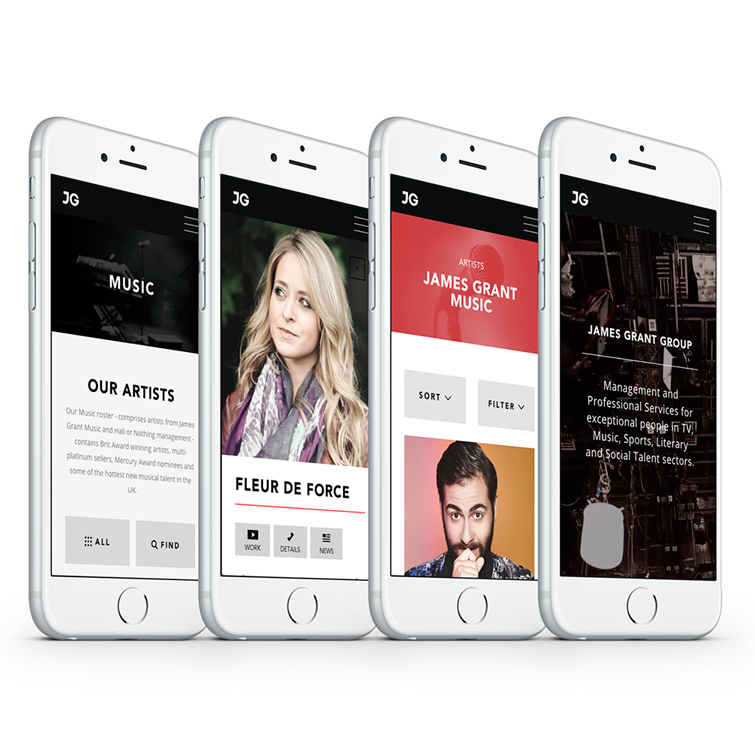 JG
MUSIC
OUR ARTISTS
Our Music roster - comprises artists from James
Grant Music and Hall or Nothing management -
contains Brit Award winning artists, multi-
platinum sellers, Mercury Award nominees and
some of the hottest new musical talent in the
UK.
ALL
FIND
JG
FLEUR DE FORCE
WORK
DETAILS
NEWS
JG
ARTISTS
JAMES GRANT
MUSIC
SORT
FILTER
JG
JAMES GRANT GROUP
Management and
Professional Services for
exceptional people in TV,
Music, Sports, Literary
and Social Talent sectors.